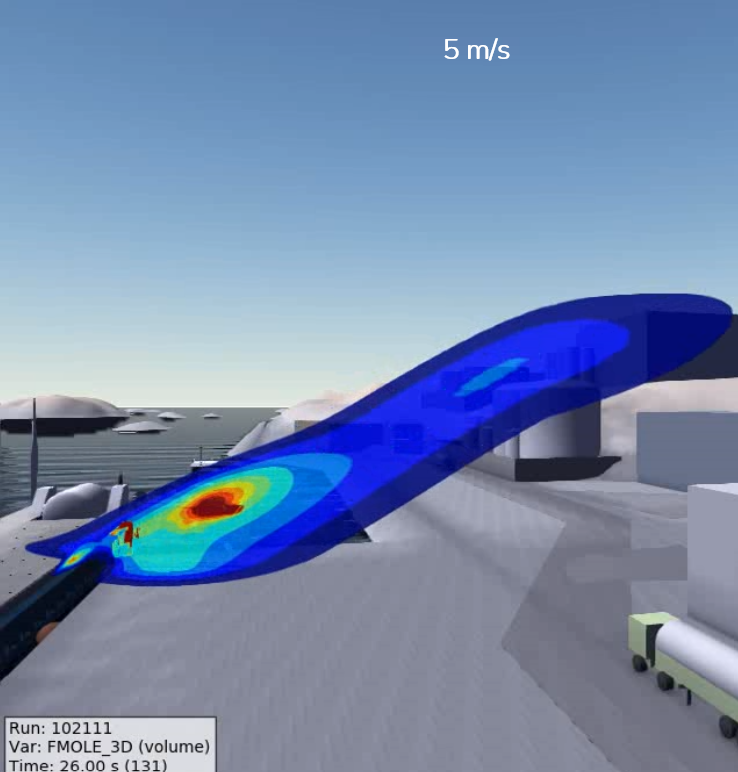 5 m/s
Run: 102111
Var: FMOLE_3D (volume)
Time: 26.00 s (131)